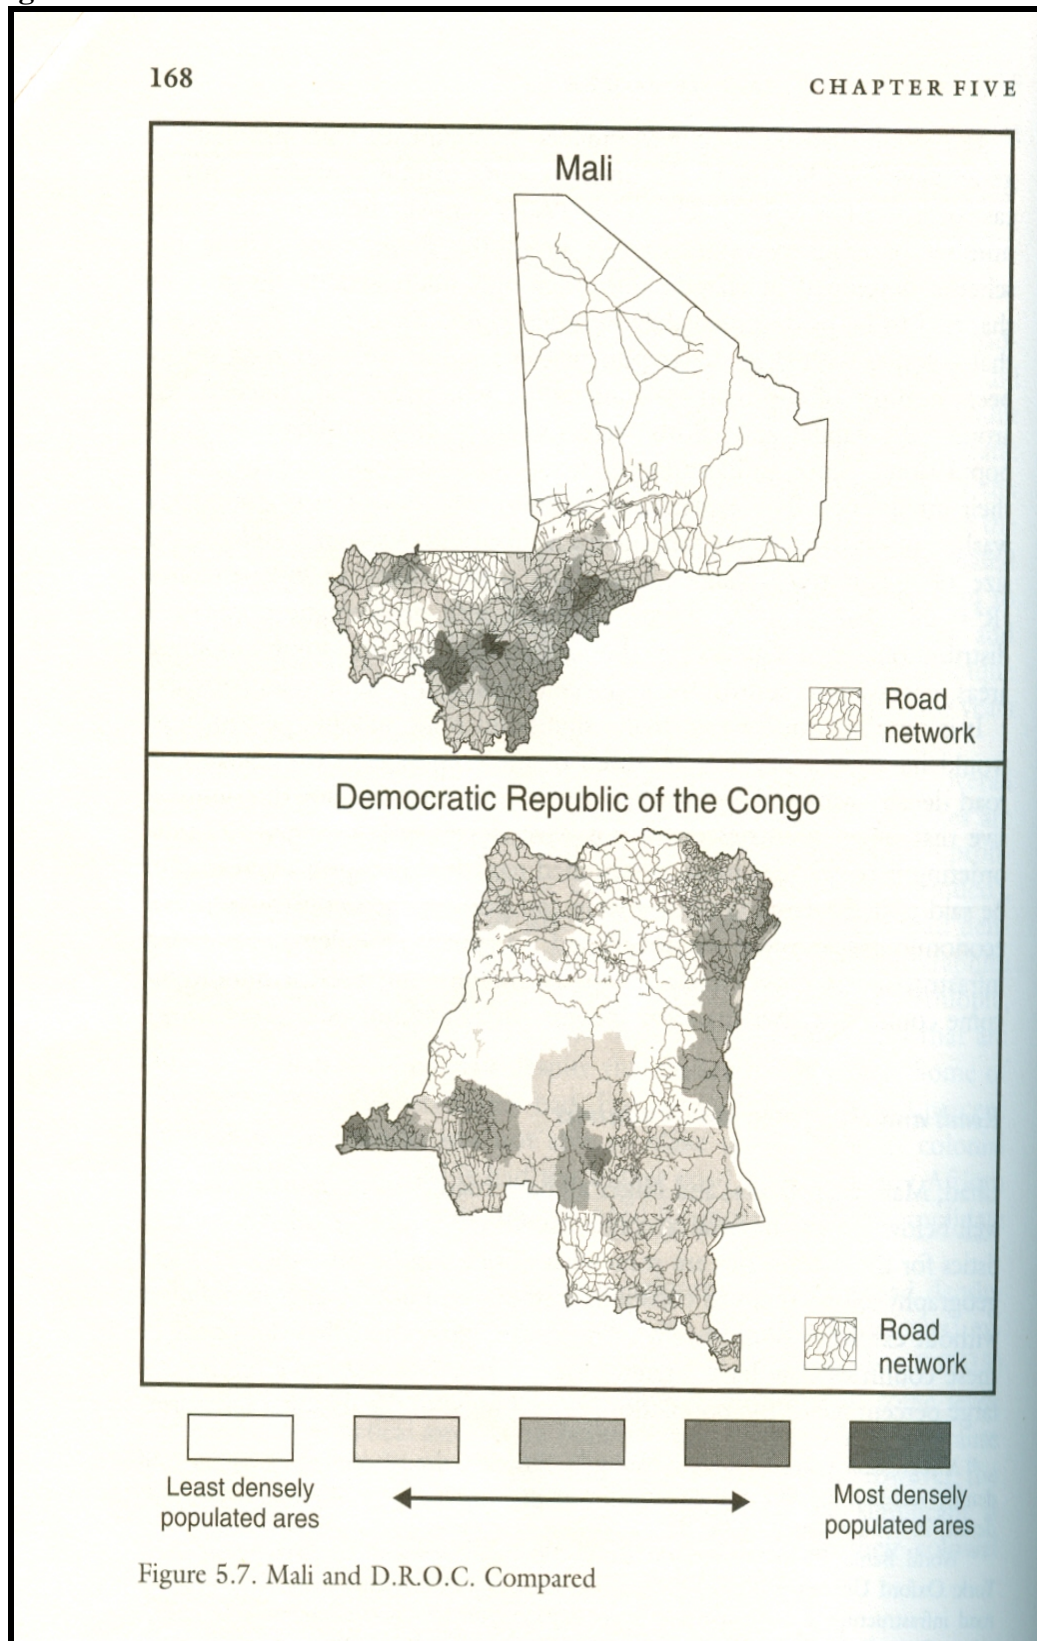 168
CHAPTER FIVE
Mali
Road
network
Democratic Republic of the Congo
Road
network
Least densely
populated ares
Most densely
populated ares
Figure 5.7. Mali and D.R.O.C. Compared